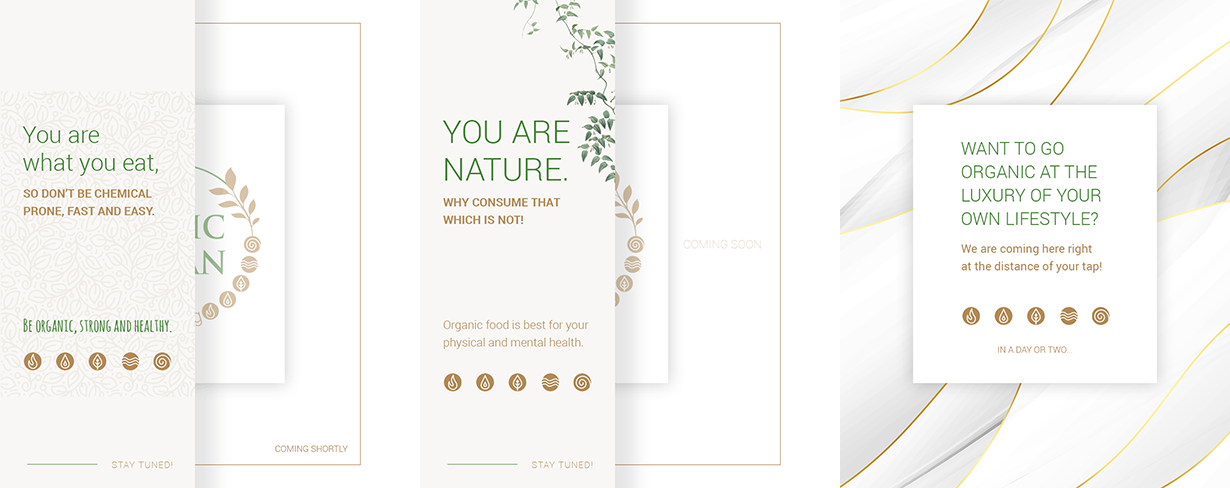 You are
what you eat,
SO DON'T BE CHEMICAL
PRONE, FAST AND EASY.
BE ORGANIC, STRONG AND HEALTHY.
COMING SHORTLY
STAY TUNED!
YOU ARE
NATURE.
WHY CONSUME THAT
WHICH IS NOT!
COMING SOON
Organic food is best for your
physical and mental health.
STAY TUNED!
WANT TO GO
ORGANIC AT THE
LUXURY OF YOUR
OWN LIFESTYLE?
We are coming here right
at the distance of your tap!
IN A DAY OR TWO...